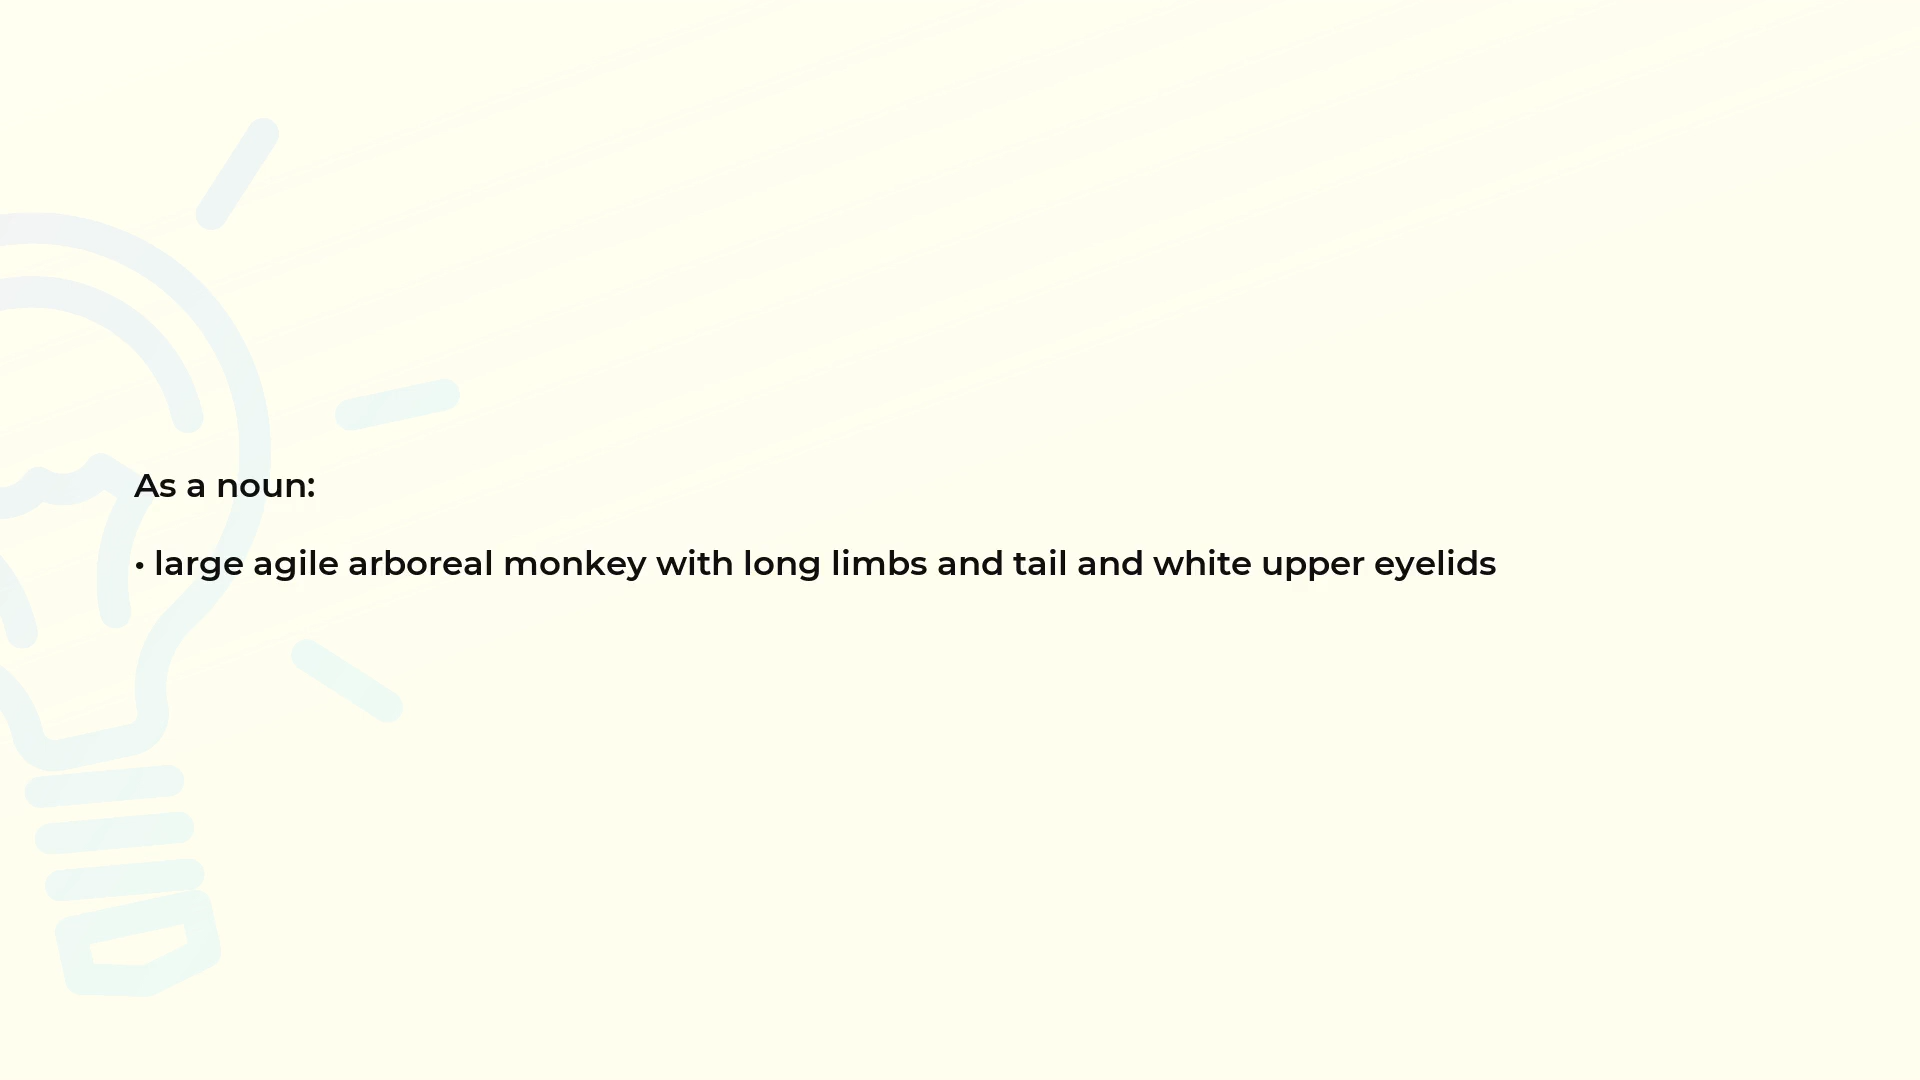 As a noun:
• large agile arboreal monkey with long limbs and tail and white upper eyelids